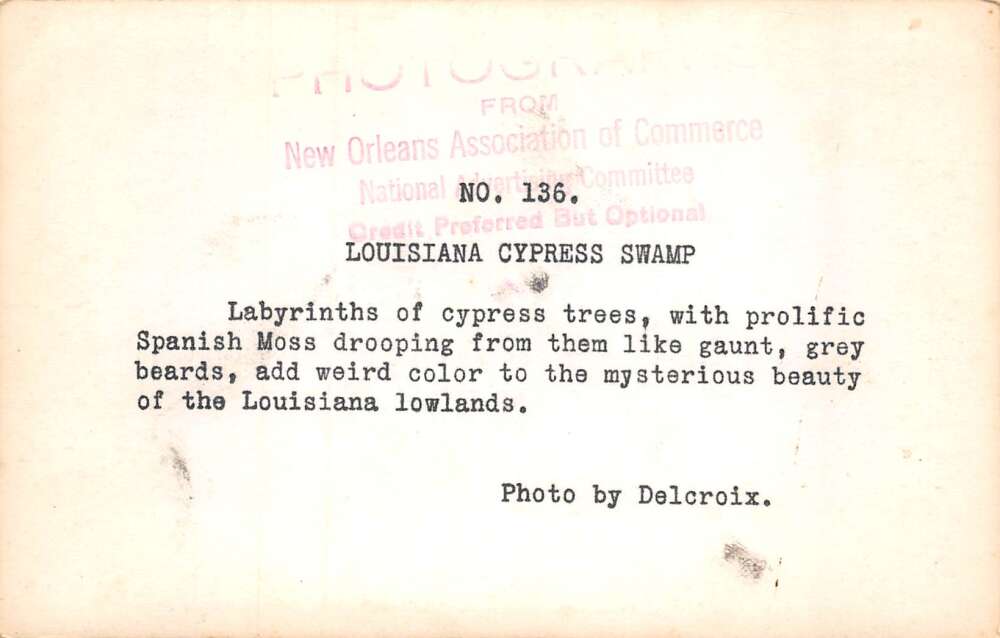 PHOTOGRAPHS
FROM
New Orleans Association of Commerce
National Advertising Committee
Credit Preferred But Optional
NO. 136.
LOUISIANA CYPRESS SWAMP
Labyrinths of cypress trees, with prolific
Spanish Moss drooping from them like gaunt, grey
beards, add weird color to the mysterious beauty
of the Louisiana lowlands.
Photo by Delcroix.